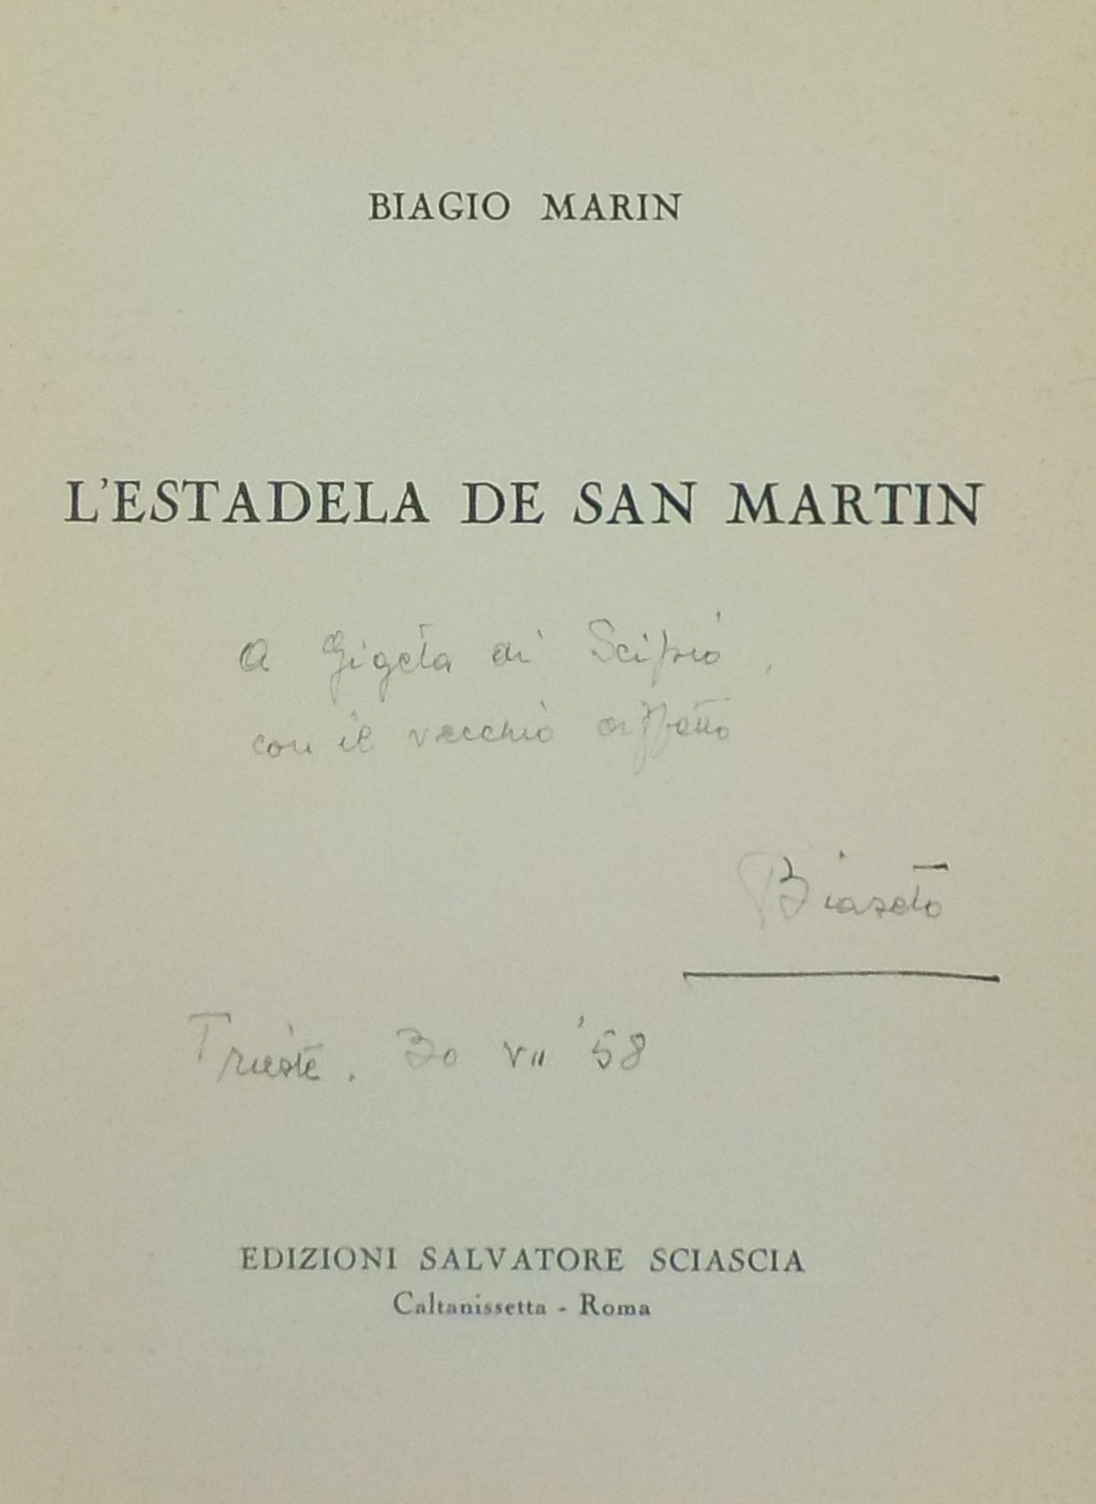 BIAGIO MARIN
L'ESTADELA DE SAN MARTIN
A Gigeta di Scipio,
con il vecchio affetto
Biaseto
Trieste. 30 VII '58
EDIZIONI SALVATORE SCIASCIA
Caltanissetta - Roma